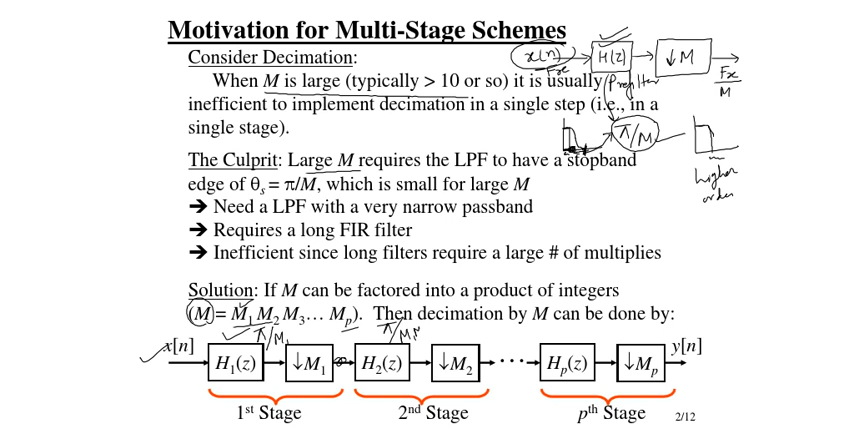 Motivation for Multi-Stage Schemes
Consider Decimation:
When M is large (typically > 10 or so) it is usually
inefficient to implement decimation in a single step (i.e., in a
single stage).
x(n)
Fx
H(z)
↓M
Fx/M
Prefilter
π/M
higher
order
The Culprit: Large M requires the LPF to have a stopband
edge of θs = π/M, which is small for large M
➔ Need a LPF with a very narrow passband
➔ Requires a long FIR filter
➔ Inefficient since long filters require a large # of multiplies
Solution: If M can be factored into a product of integers
(M = M1 M2 M3… Mp). Then decimation by M can be done by:
π/M1
x[n]
H1(z)
↓M1
H2(z)
↓M2
···
Hp(z)
↓Mp
y[n]
1st Stage
2nd Stage
pth Stage
2/12